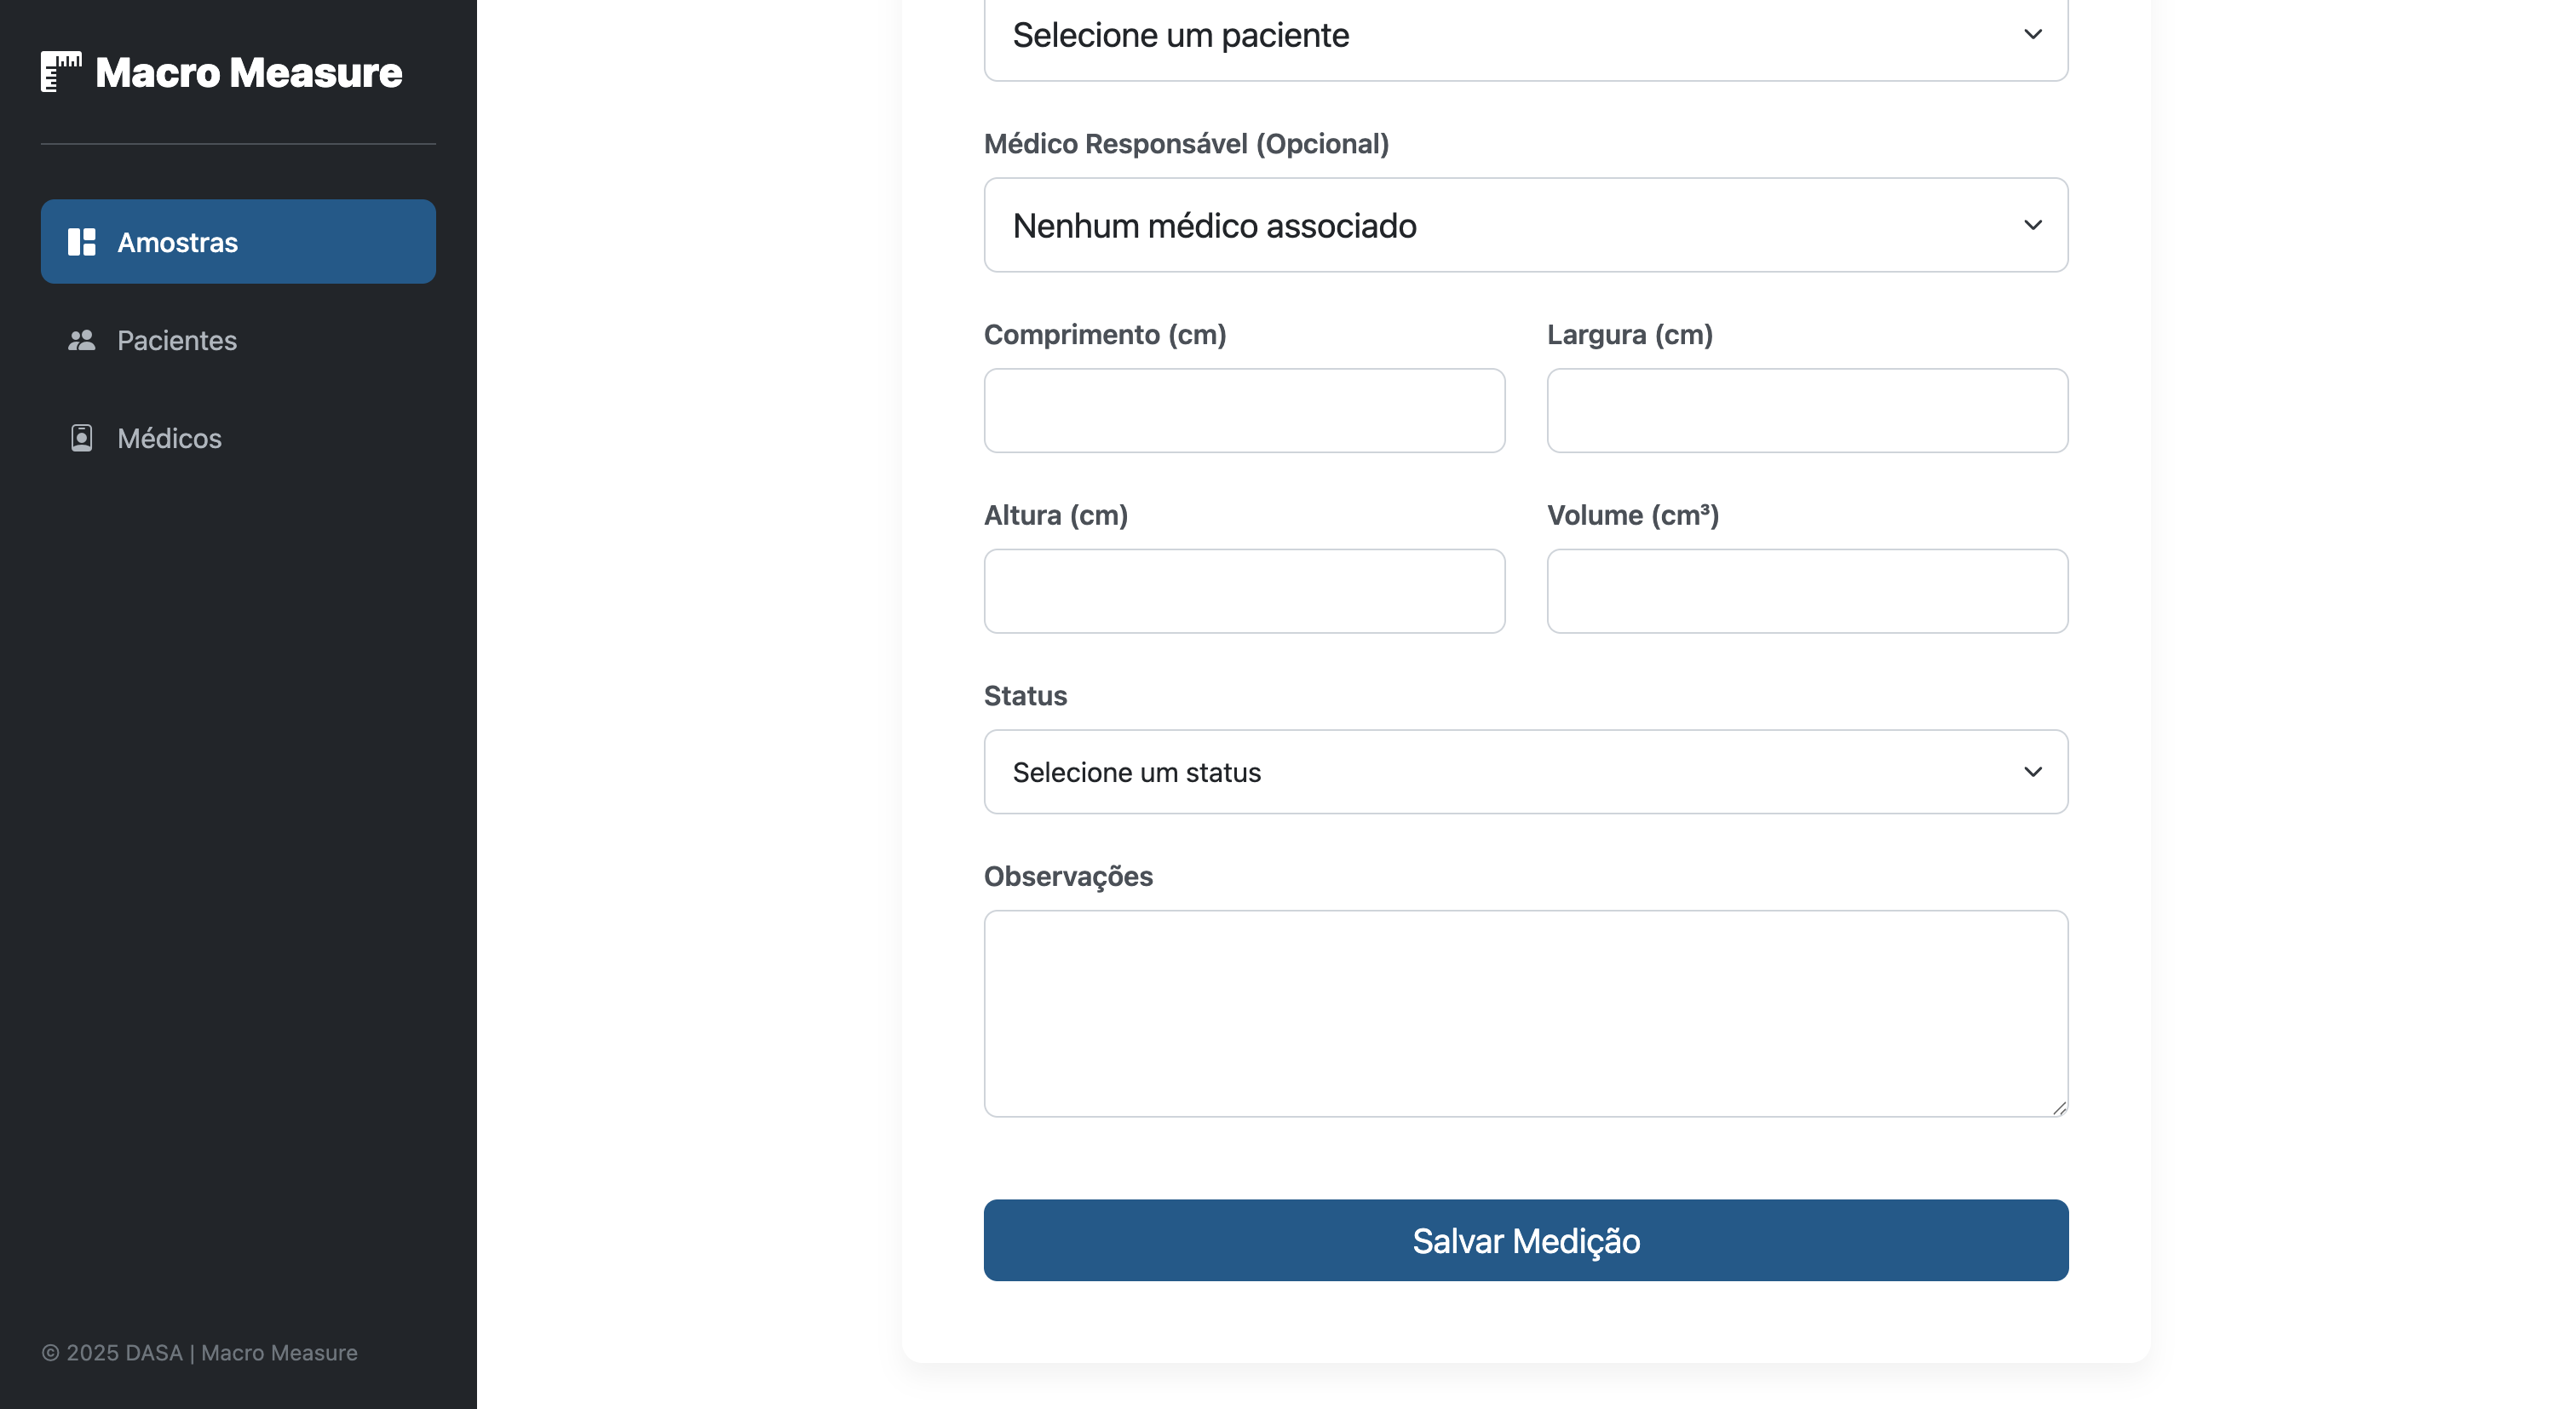 Macro Measure
Amostras
Pacientes
Médicos
© 2025 DASA | Macro Measure
Selecione um paciente
Médico Responsável (Opcional)
Nenhum médico associado
Comprimento (cm)
Largura (cm)
Altura (cm)
Volume (cm³)
Status
Selecione um status
Observações
Salvar Medição